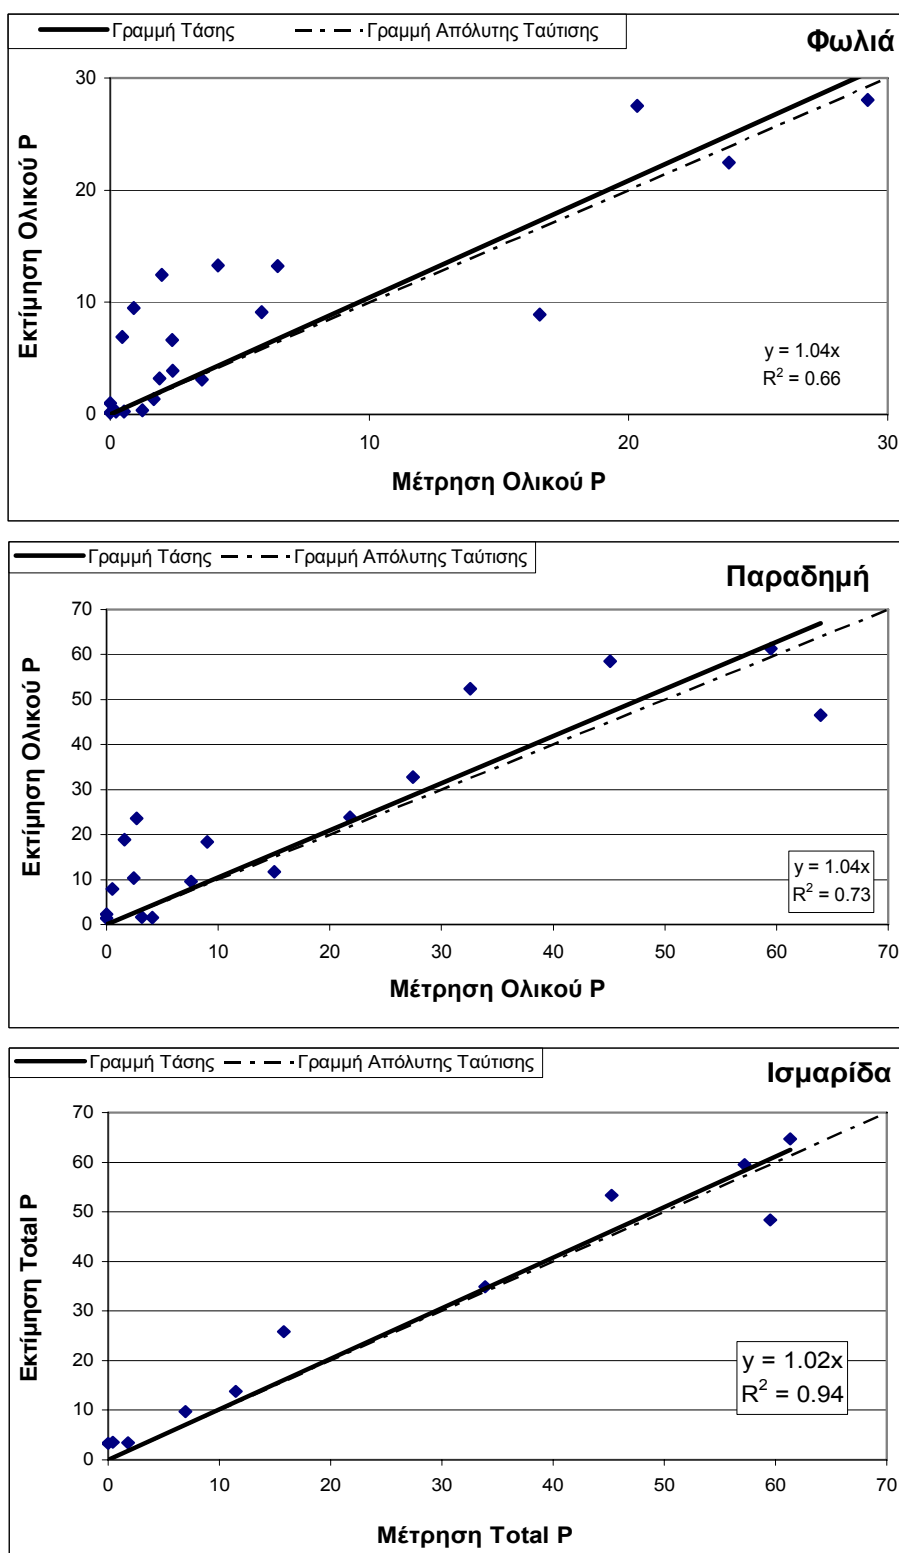 Γραμμή Τάσης Γραμμή Απόλυτης Ταύτισης
Φωλιά
30
20
10
0
Εκτίμηση Ολικού P
y = 1.04x
R² = 0.66
0 10 20 30
Μέτρηση Ολικού P
Γραμμή Τάσης Γραμμή Απόλυτης Ταύτισης
Παραδημή
70
60
50
40
30
20
10
0
Εκτίμηση Ολικού P
y = 1.04x
R² = 0.73
0 10 20 30 40 50 60 70
Μέτρηση Ολικού P
Γραμμή Τάσης Γραμμή Απόλυτης Ταύτισης
Ισμαρίδα
70
60
50
40
30
20
10
0
Εκτίμηση Total P
y = 1.02x
R² = 0.94
0 10 20 30 40 50 60 70
Μέτρηση Total P